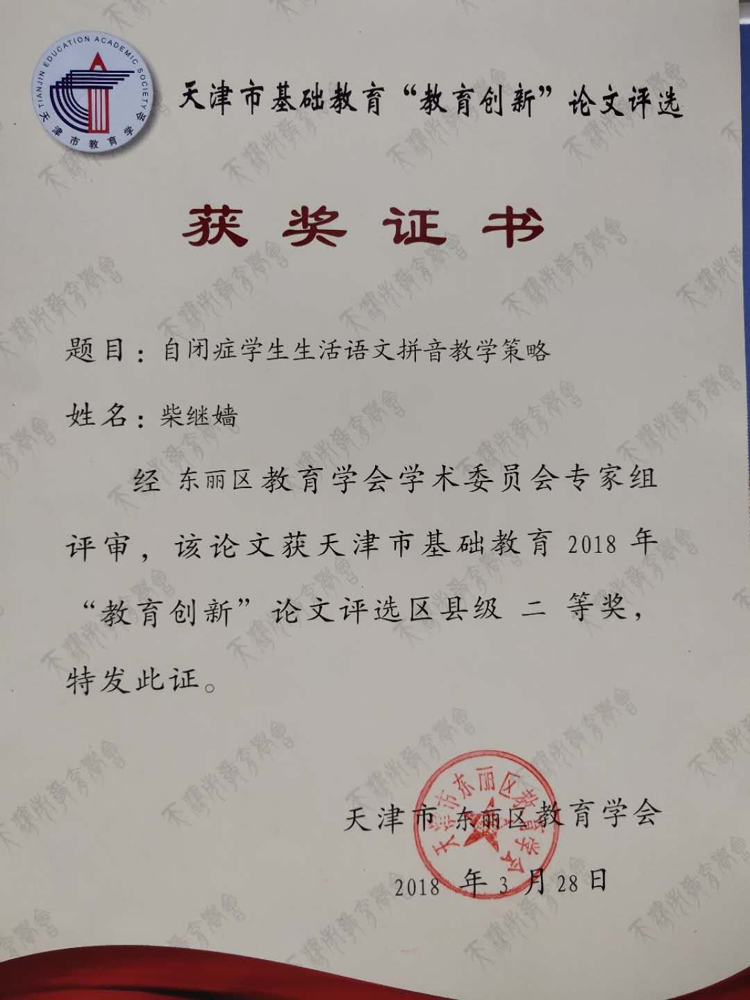 TIANJIN EDUCATION ACADEMIC SOCIETY
天津市教育学会
天津市基础教育“教育创新”论文评选
获奖证书
题目：自闭症学生生活语文拼音教学策略
姓名：柴继嫱
经 东丽区教育学会学术委员会专家组
评审，该论文获天津市基础教育 2018 年
“教育创新”论文评选区县级 二 等奖，
特发此证。
天津市东丽区教育学会
天津市 东丽区教育学会
2018 年 3 月 28 日